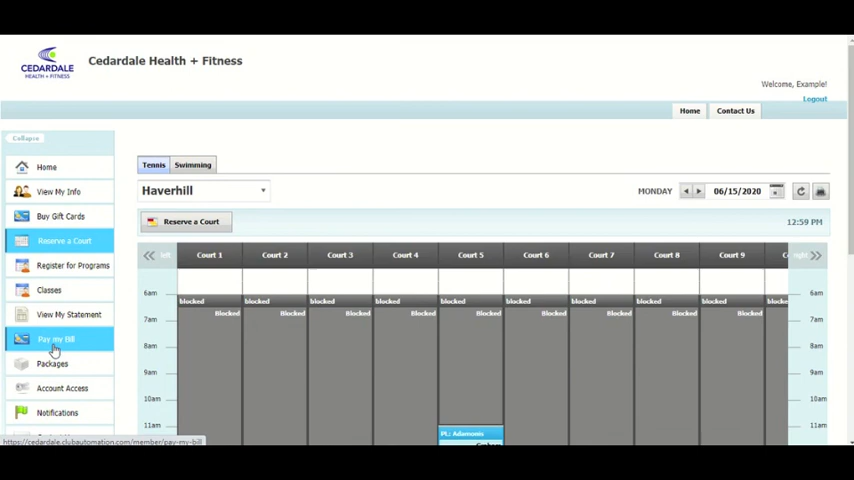 CEDARDALE
HEALTH + FITNESS
Cedardale Health + Fitness
Welcome, Example!
Logout
Home
Contact Us
Collapse
Home
View My Info
Buy Gift Cards
Reserve a Court
Register for Programs
Classes
View My Statement
Pay my Bill
Packages
Account Access
Notifications
Tennis
Swimming
Haverhill
MONDAY
06/15/2020
Reserve a Court
12:59 PM
left
Court 1
Court 2
Court 3
Court 4
Court 5
Court 6
Court 7
Court 8
Court 9
right
6am
blocked
blocked
blocked
blocked
blocked
blocked
blocked
blocked
blocked
blocke
6am
Blocked
Blocked
Blocked
Blocked
Blocked
Blocked
Blocked
Blocked
Blocked
7am
7am
8am
8am
9am
9am
10am
10am
11am
11am
PL: Adamonis
https://cedardale.clubautomation.com/member/pay-my-bill